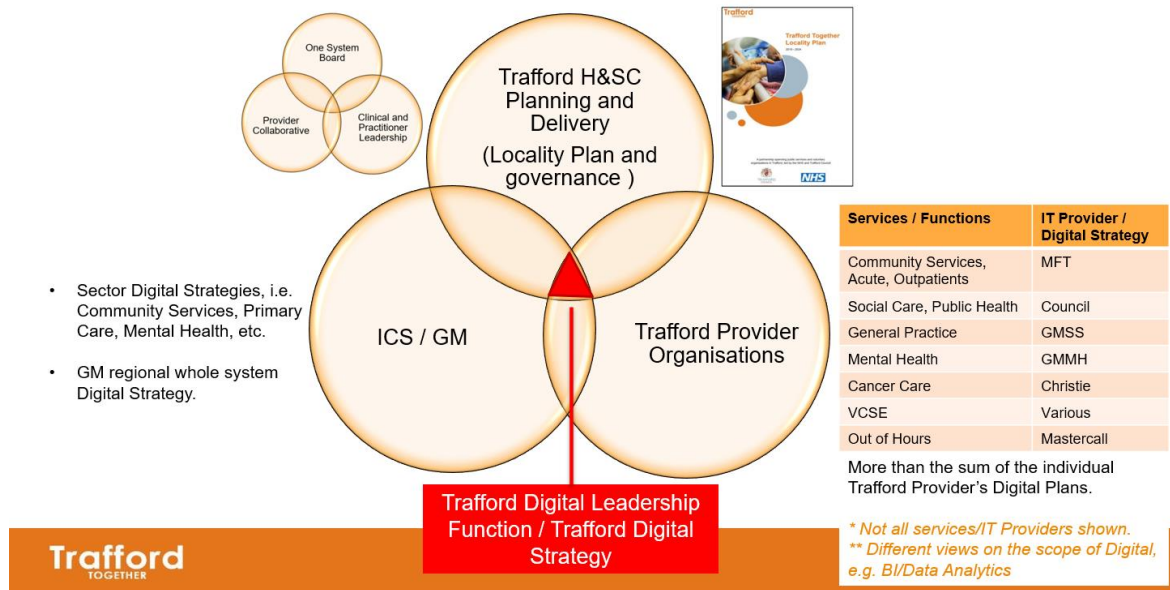 One System
Board
Provider
Collaborative
Clinical and
Practitioner
Leadership
Trafford H&SC
Planning and
Delivery
(Locality Plan and
governance )
Trafford
TOGETHER
Trafford Together
Locality Plan
NHS
ICS / GM
Trafford Provider
Organisations
• Sector Digital Strategies, i.e.
Community Services, Primary
Care, Mental Health, etc.
• GM regional whole system
Digital Strategy.
Services / Functions IT Provider /
Digital Strategy
Community Services, MFT
Acute, Outpatients
Social Care, Public Health Council
General Practice GMSS
Mental Health GMMH
Cancer Care Christie
VCSE Various
Out of Hours Mastercall
More than the sum of the individual
Trafford Provider’s Digital Plans.
* Not all services/IT Providers shown.
** Different views on the scope of Digital,
e.g. BI/Data Analytics
Trafford Digital Leadership
Function / Trafford Digital
Strategy
Trafford
TOGETHER